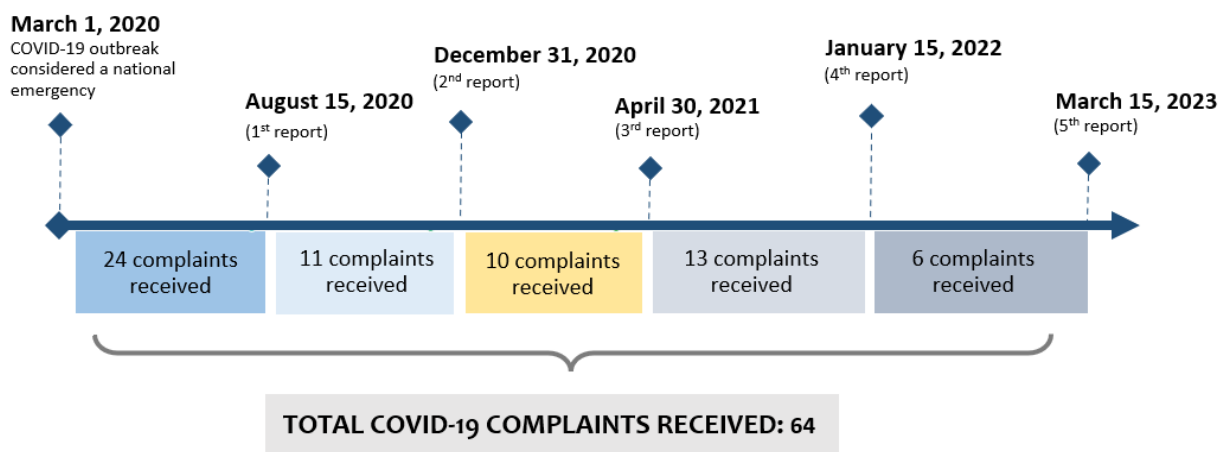 March 1, 2020
COVID-19 outbreak
considered a national
emergency
August 15, 2020
(1st report)
December 31, 2020
(2nd report)
April 30, 2021
(3rd report)
January 15, 2022
(4th report)
March 15, 2023
(5th report)
24 complaints
received
11 complaints
received
10 complaints
received
13 complaints
received
6 complaints
received
TOTAL COVID-19 COMPLAINTS RECEIVED: 64